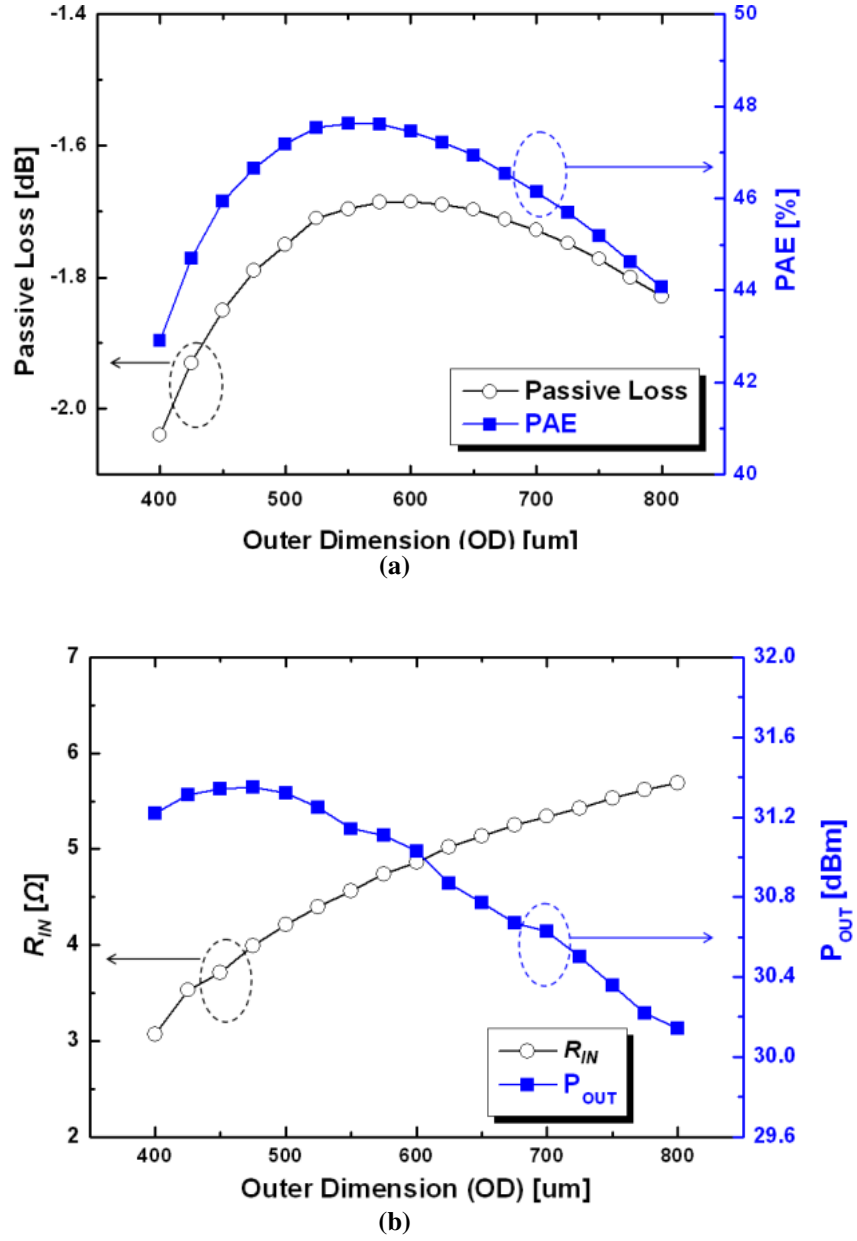 -1.4
-1.6
-1.8
-2.0
Passive Loss [dB]
50
48
46
44
42
40
PAE [%]
Passive Loss
PAE
400 500 600 700 800
Outer Dimension (OD) [um]
(a)
7
6
5
4
3
2
R_IN [Ω]
32.0
31.6
31.2
30.8
30.4
30.0
29.6
P_OUT [dBm]
R_IN
P_OUT
400 500 600 700 800
Outer Dimension (OD) [um]
(b)